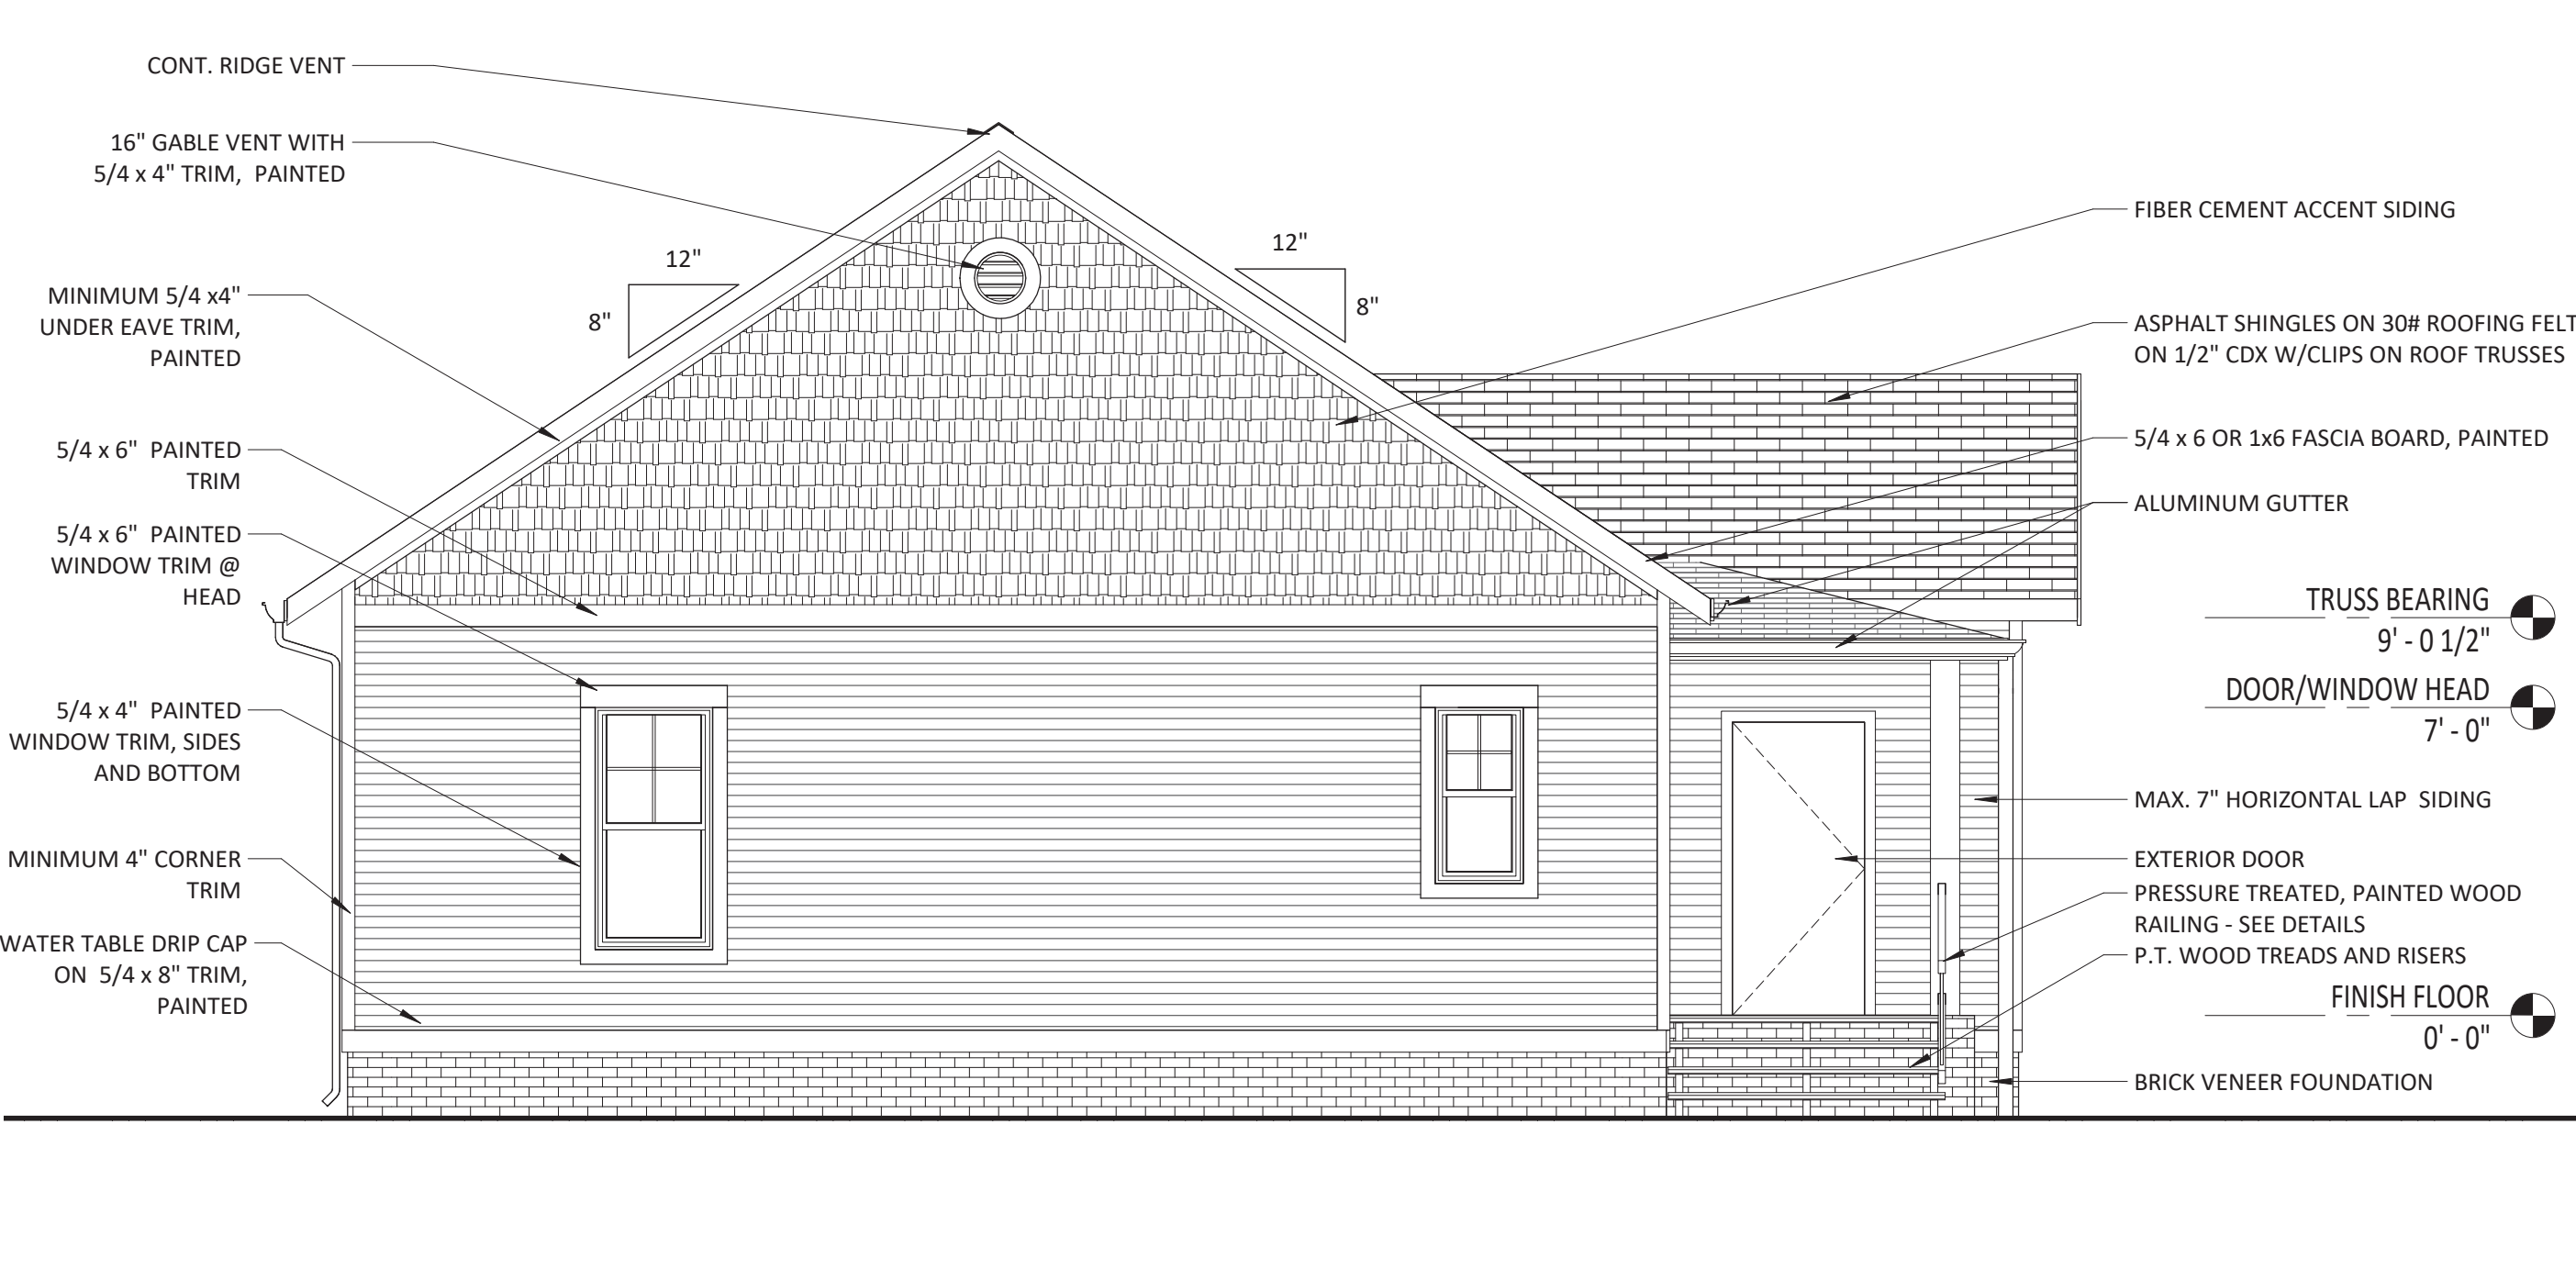 CONT. RIDGE VENT
16" GABLE VENT WITH
5/4 x 4" TRIM, PAINTED
12"
8"
12"
8"
MINIMUM 5/4 x4"
UNDER EAVE TRIM,
PAINTED
5/4 x 6" PAINTED
TRIM
5/4 x 6" PAINTED
WINDOW TRIM @
HEAD
5/4 x 4" PAINTED
WINDOW TRIM, SIDES
AND BOTTOM
MINIMUM 4" CORNER
TRIM
WATER TABLE DRIP CAP
ON 5/4 x 8" TRIM,
PAINTED
FIBER CEMENT ACCENT SIDING
ASPHALT SHINGLES ON 30# ROOFING FELT
ON 1/2" CDX W/CLIPS ON ROOF TRUSSES
5/4 x 6 OR 1x6 FASCIA BOARD, PAINTED
ALUMINUM GUTTER
TRUSS BEARING
9' - 0 1/2"
DOOR/WINDOW HEAD
7' - 0"
MAX. 7" HORIZONTAL LAP SIDING
EXTERIOR DOOR
PRESSURE TREATED, PAINTED WOOD
RAILING - SEE DETAILS
P.T. WOOD TREADS AND RISERS
FINISH FLOOR
0' - 0"
BRICK VENEER FOUNDATION